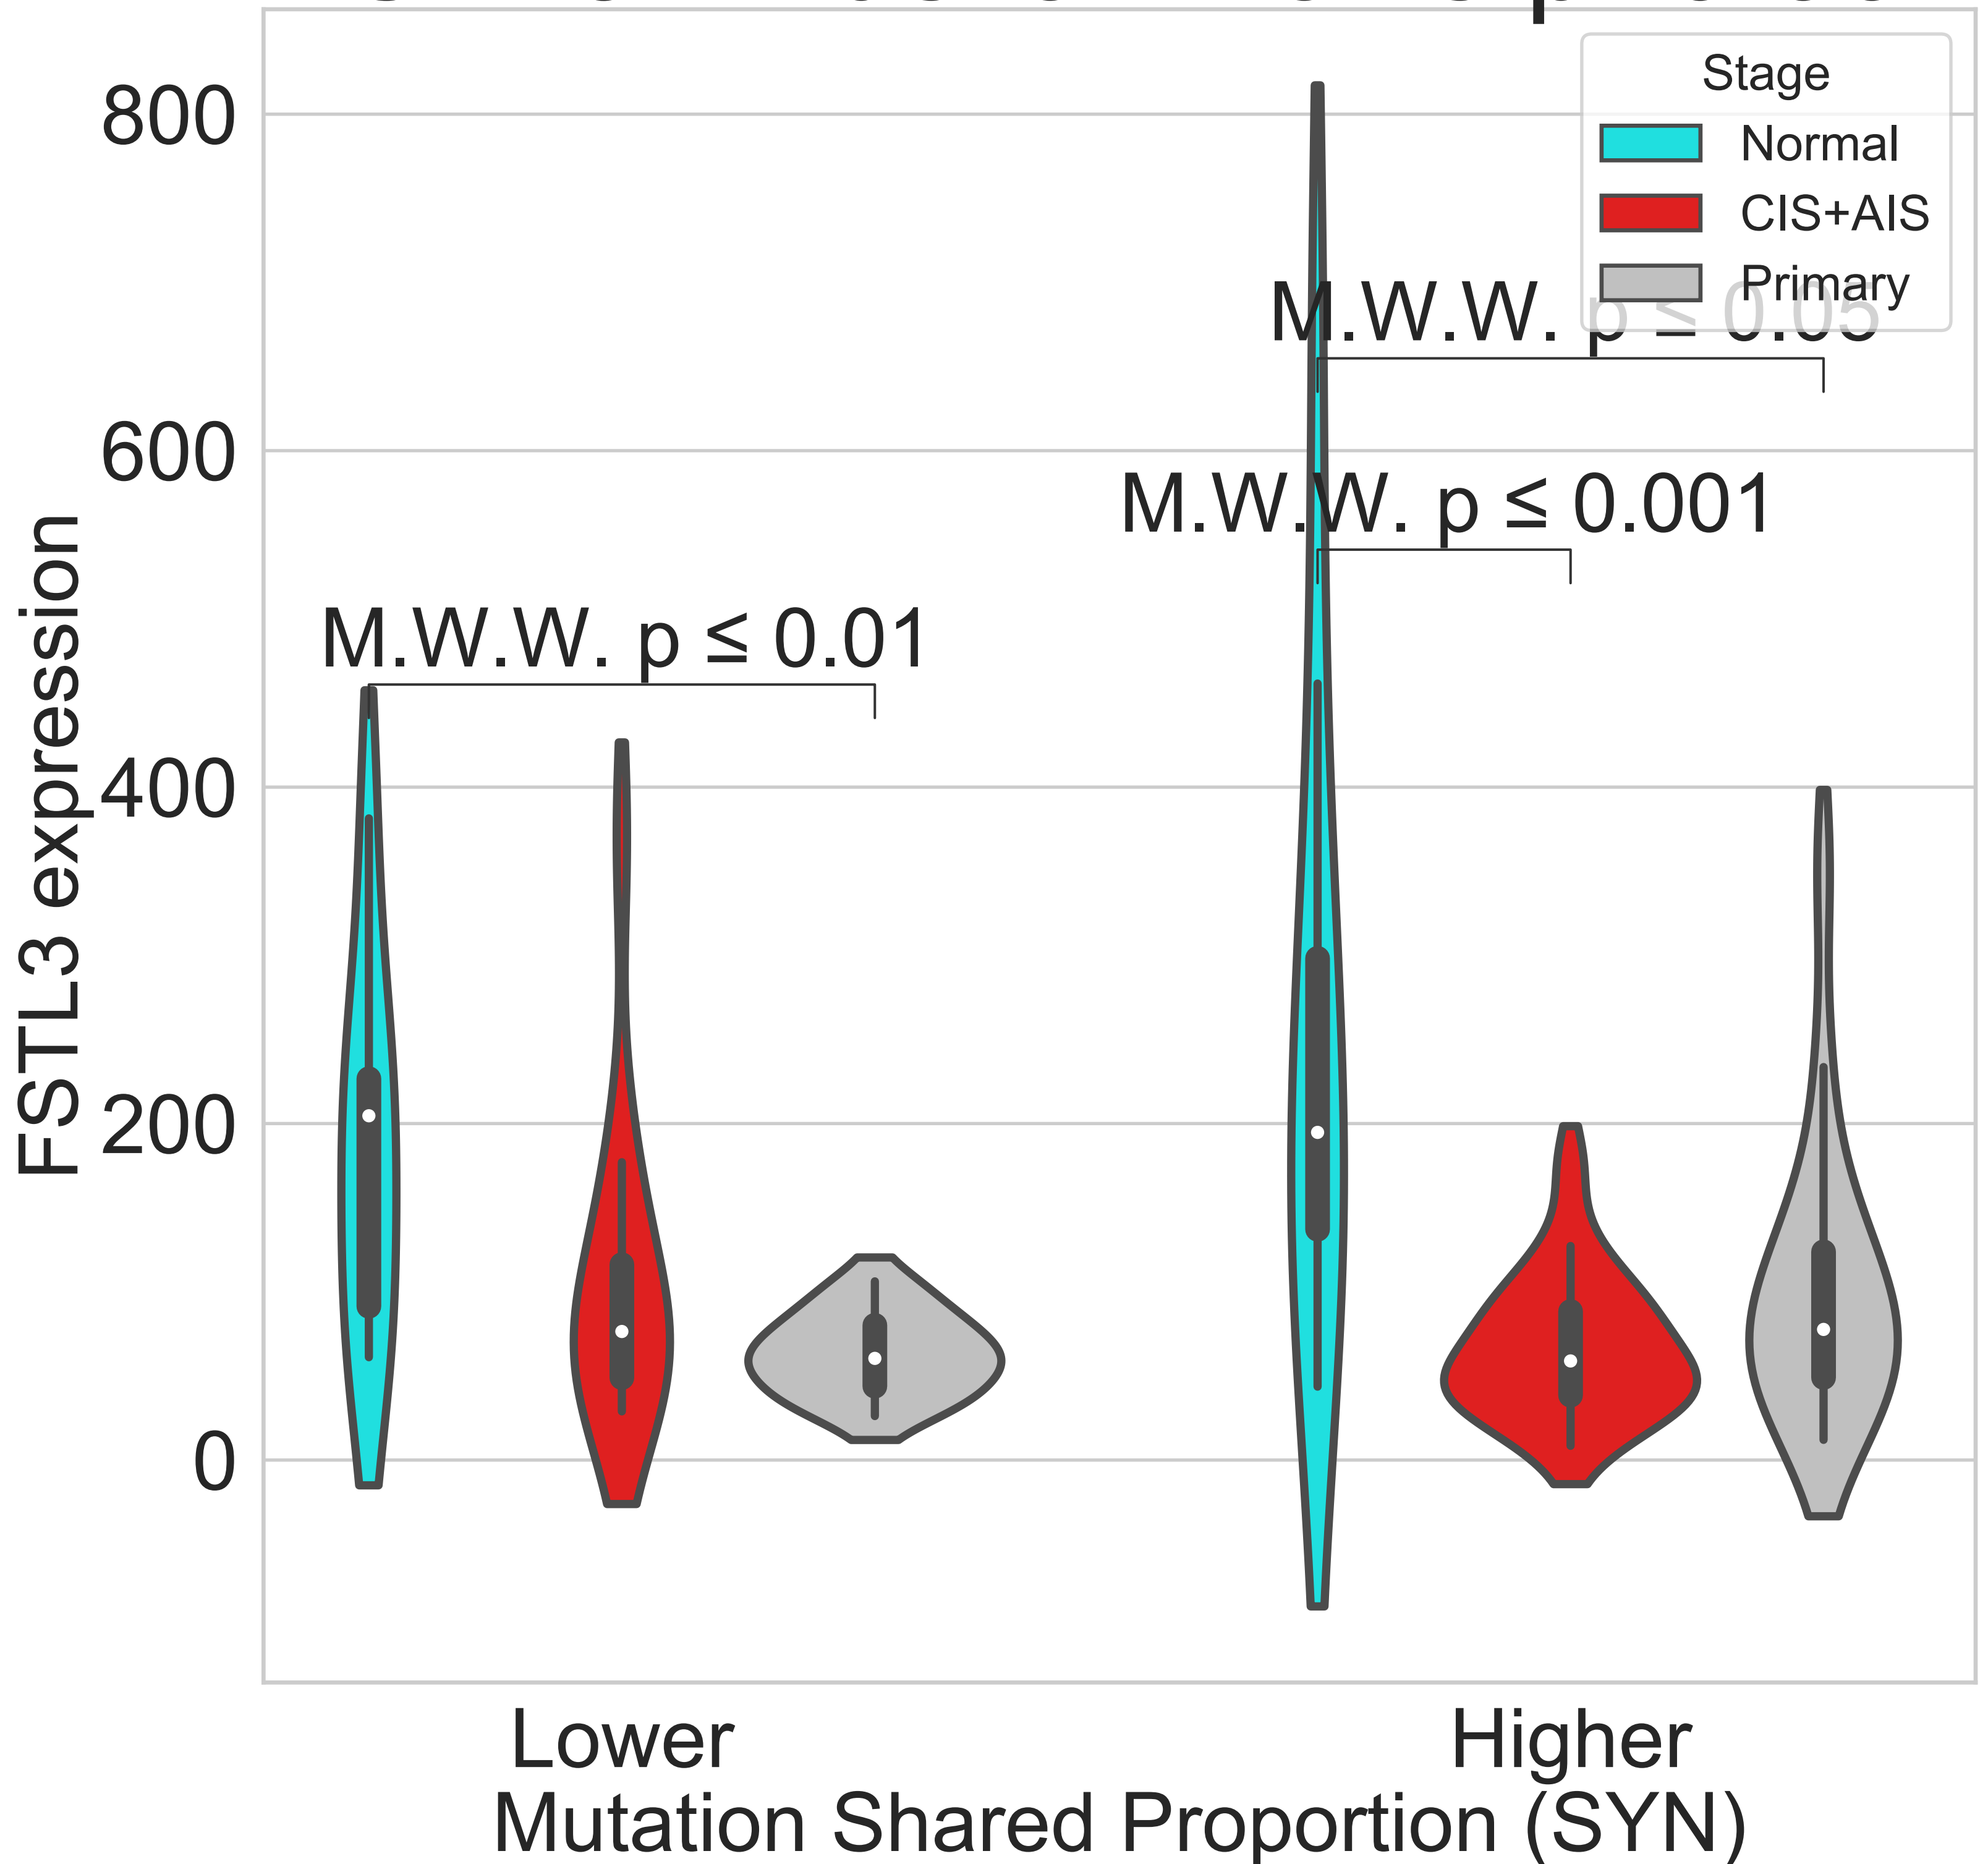 Stage
Normal
CIS+AIS
Primary
M.W.W. p ≤ 0.05
M.W.W. p ≤ 0.001
M.W.W. p ≤ 0.01
FSTL3 expression
800
600
400
200
0
Lower
Higher
Mutation Shared Proportion (SYN)